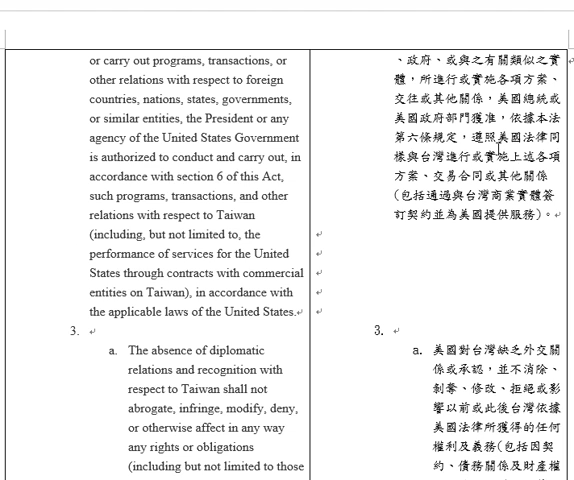 or carry out programs, transactions, or
other relations with respect to foreign
countries, nations, states, governments,
or similar entities, the President or any
agency of the United States Government
is authorized to conduct and carry out, in
accordance with section 6 of this Act,
such programs, transactions, and other
relations with respect to Taiwan
(including, but not limited to, the
performance of services for the United
States through contracts with commercial
entities on Taiwan), in accordance with
the applicable laws of the United States.
3.
a. The absence of diplomatic
relations and recognition with
respect to Taiwan shall not
abrogate, infringe, modify, deny,
or otherwise affect in any way
any rights or obligations
(including but not limited to those
、政府、或與之有關類似之實
體，所進行或實施各項方案、
交往或其他關係，美國總統或
美國政府部門獲准，依據本法
第六條規定，遵照美國法律同
樣與台灣進行或實施上述各項
方案、交易合同或其他關係
(包括通過與台灣商業實體簽
訂契約並為美國提供服務)。
3.
a. 美國對台灣缺乏外交關
係或承認，並不消除、
剝奪、修改、拒絕或影
響以前或此後台灣依據
美國法律所獲得的任何
權利及義務(包括因契
約、債務關係及財產權